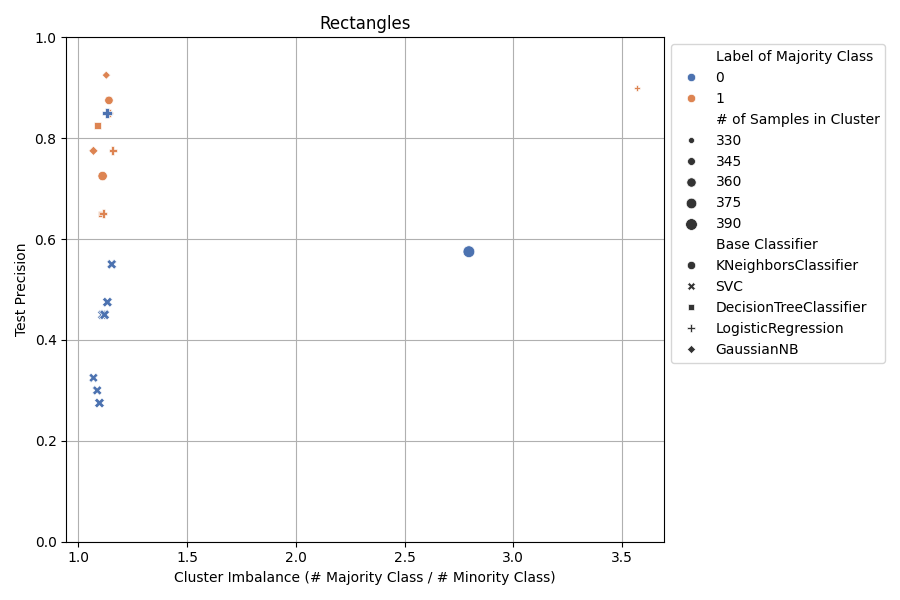 Rectangles
1.0
0.8
0.6
0.4
0.2
0.0
Test Precision
1.0
1.5
2.0
2.5
3.0
3.5
Cluster Imbalance (# Majority Class / # Minority Class)
Label of Majority Class
0
1
# of Samples in Cluster
330
345
360
375
390
Base Classifier
KNeighborsClassifier
SVC
DecisionTreeClassifier
LogisticRegression
GaussianNB